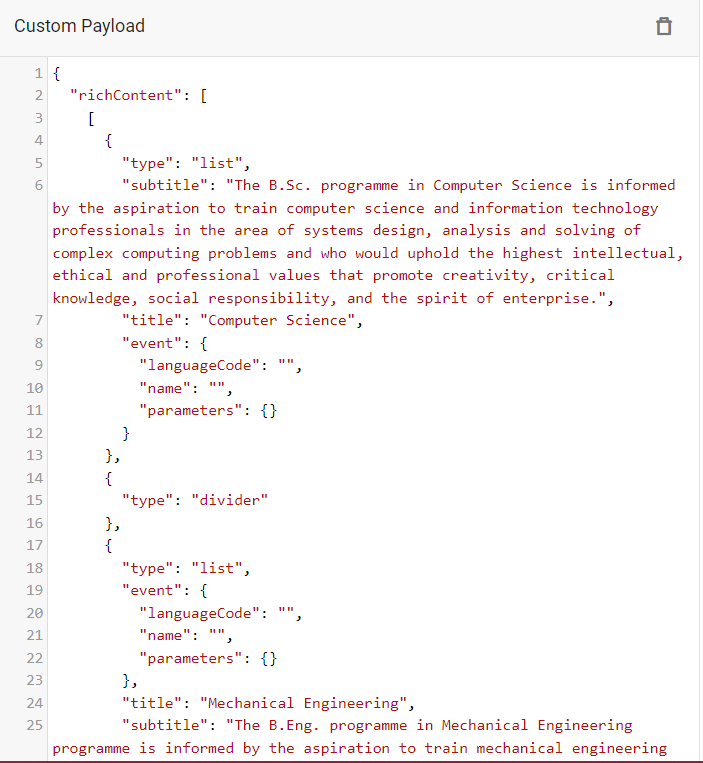 Custom Payload
1 {
2 "richContent": [
3 [
4 {
5 "type": "list",
6 "subtitle": "The B.Sc. programme in Computer Science is informed
by the aspiration to train computer science and information technology
professionals in the area of systems design, analysis and solving of
complex computing problems and who would uphold the highest intellectual,
ethical and professional values that promote creativity, critical
knowledge, social responsibility, and the spirit of enterprise.",
7 "title": "Computer Science",
8 "event": {
9 "languageCode": "",
10 "name": "",
11 "parameters": {}
12 }
13 },
14 {
15 "type": "divider"
16 },
17 {
18 "type": "list",
19 "event": {
20 "languageCode": "",
21 "name": "",
22 "parameters": {}
23 },
24 "title": "Mechanical Engineering",
25 "subtitle": "The B.Eng. programme in Mechanical Engineering
programme is informed by the aspiration to train mechanical engineering